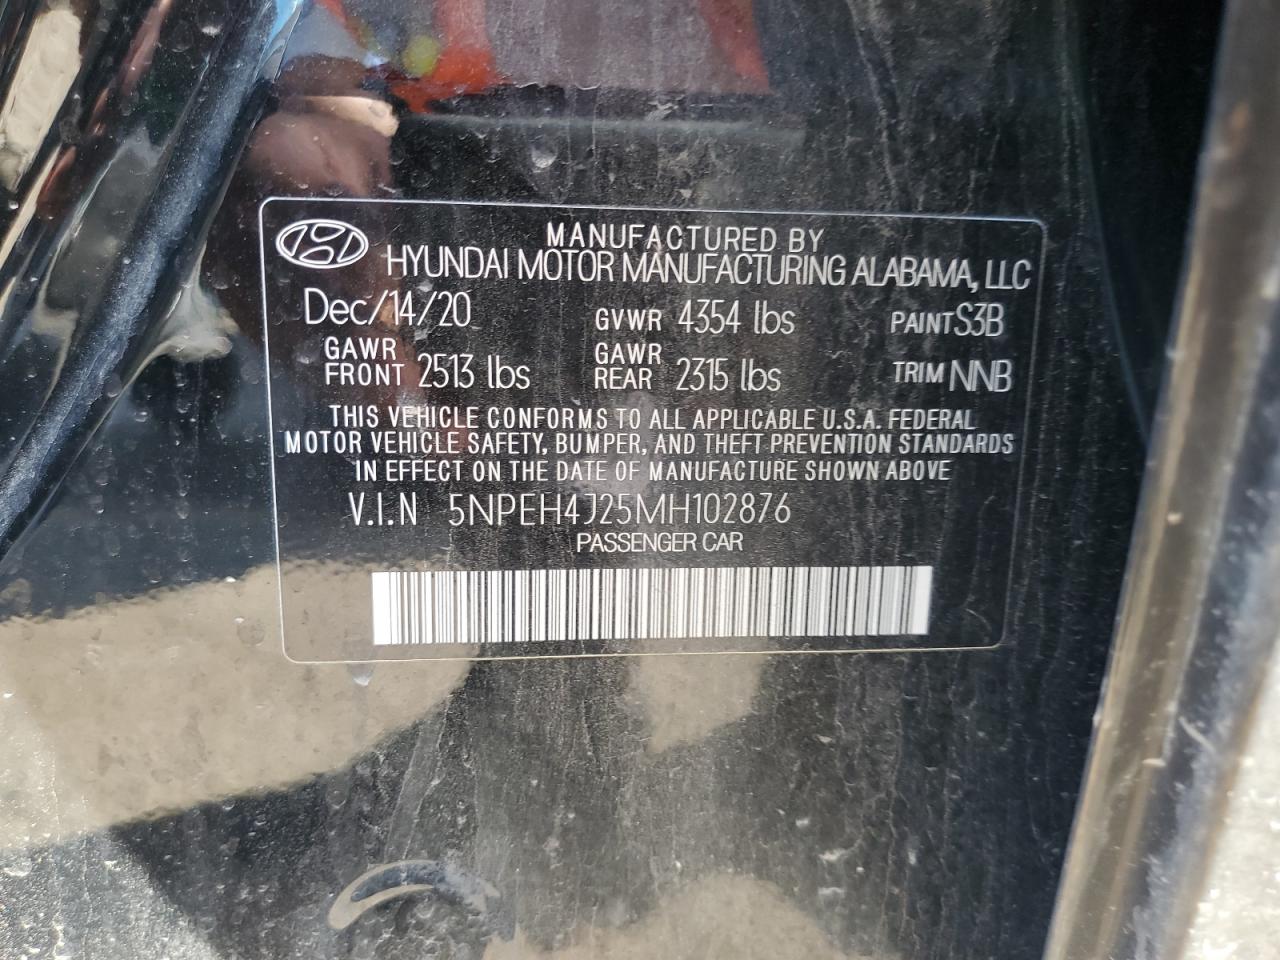 MANUFACTURED BY
HYUNDAI MOTOR MANUFACTURING ALABAMA, LLC
Dec/14/20 GVWR 4354 lbs PAINT S3B
GAWR FRONT 2513 lbs GAWR REAR 2315 lbs TRIM NNB
THIS VEHICLE CONFORMS TO ALL APPLICABLE U.S.A. FEDERAL
MOTOR VEHICLE SAFETY, BUMPER, AND THEFT PREVENTION STANDARDS
IN EFFECT ON THE DATE OF MANUFACTURE SHOWN ABOVE
V.I.N 5NPEH4J25MH102876
PASSENGER CAR